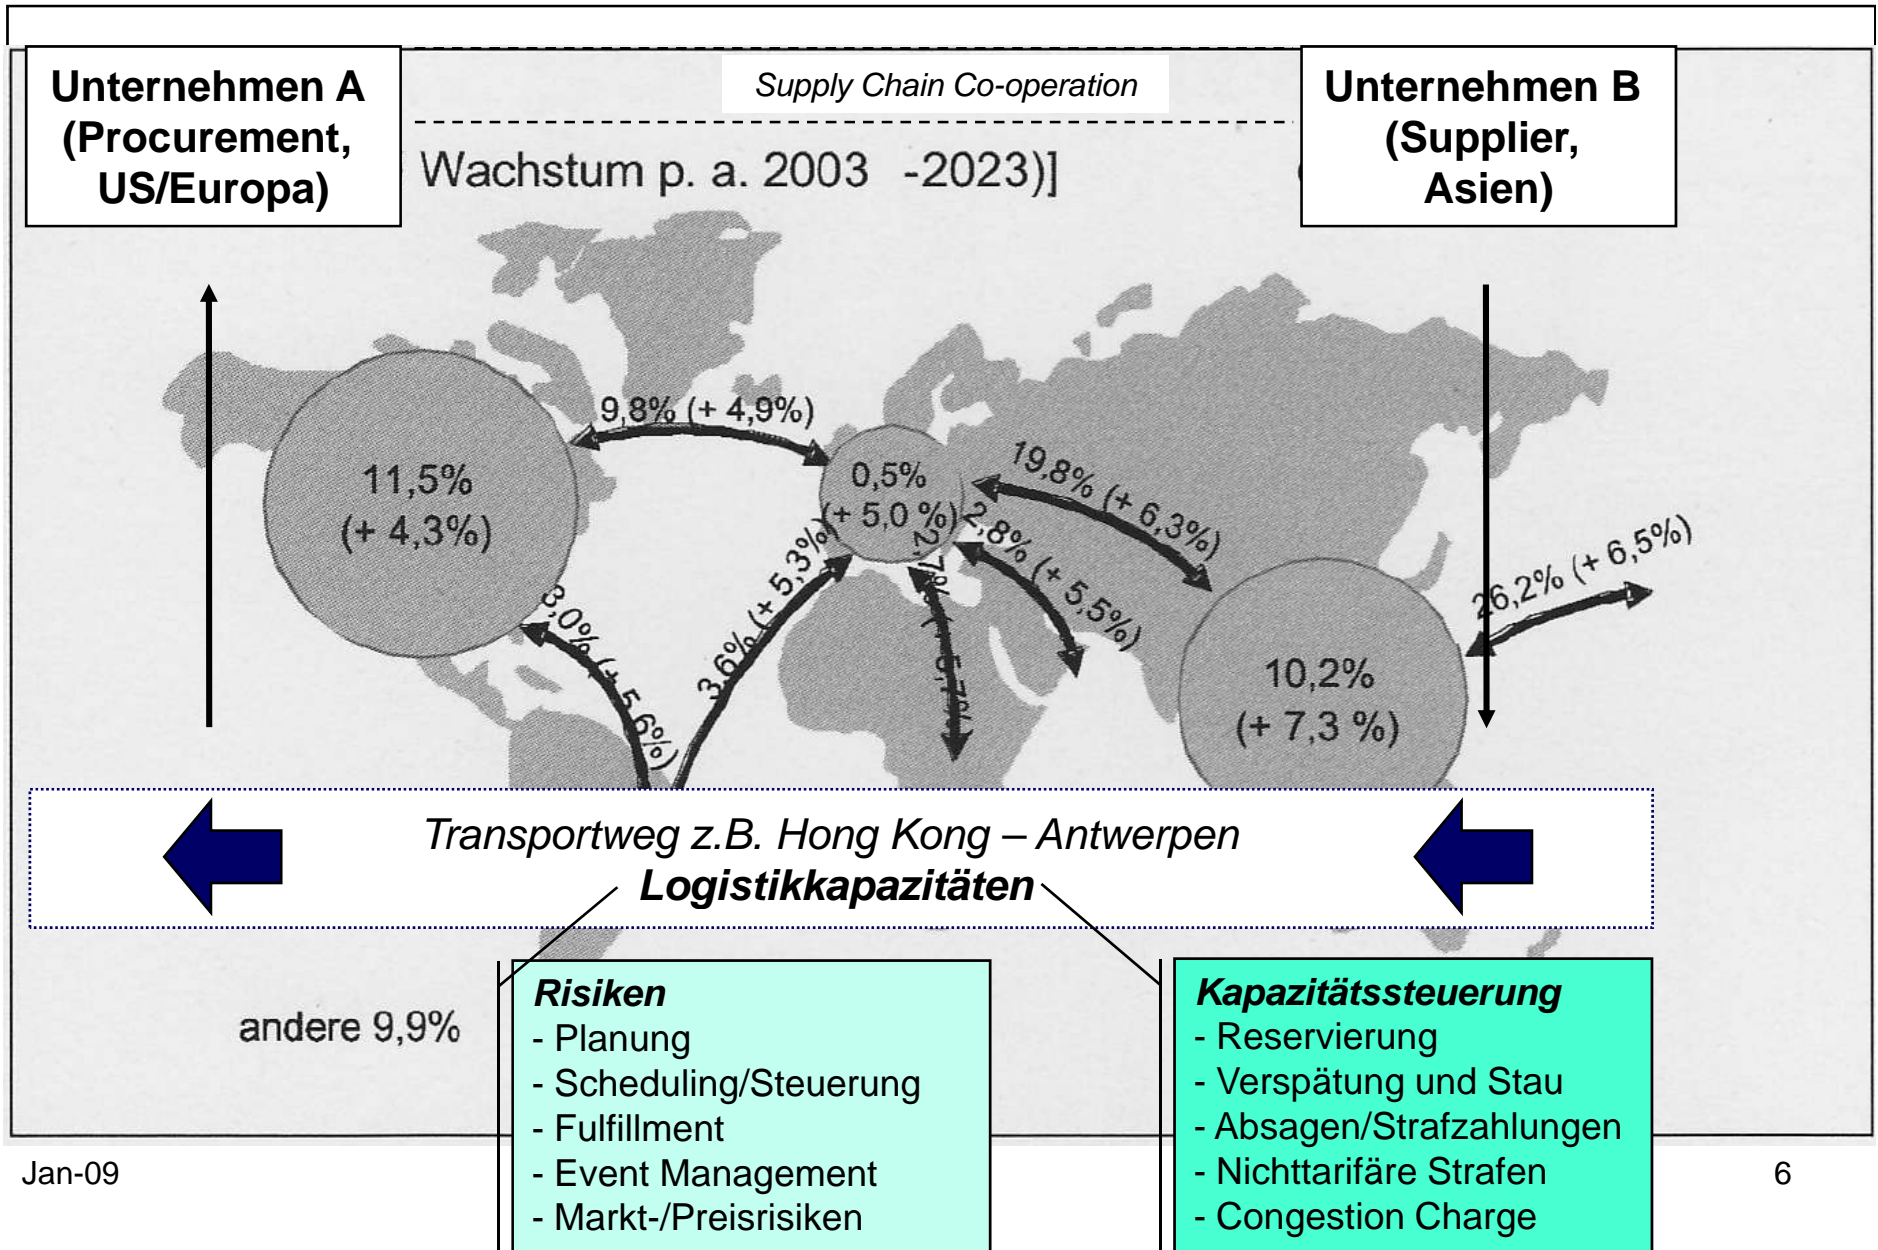 Unternehmen A
(Procurement,
US/Europa)
Supply Chain Co-operation
Unternehmen B
(Supplier,
Asien)
Wachstum p. a. 2003 -2023)]
9,8% (+ 4,9%)
11,5%
(+ 4,3%)
0,5%
(+ 5,0 %)
19,8% (+ 6,3%)
2,8% (+ 5,5%)
2,7% (+ 5,7%)
3,6% (+ 5,3%)
3,0% (+ 5,6%)
26,2% (+ 6,5%)
10,2%
(+ 7,3 %)
Transportweg z.B. Hong Kong – Antwerpen
Logistikkapazitäten
andere 9,9%
Risiken
- Planung
- Scheduling/Steuerung
- Fulfillment
- Event Management
- Markt-/Preisrisiken
Kapazitätssteuerung
- Reservierung
- Verspätung und Stau
- Absagen/Strafzahlungen
- Nichttarifäre Strafen
- Congestion Charge
Jan-09
6